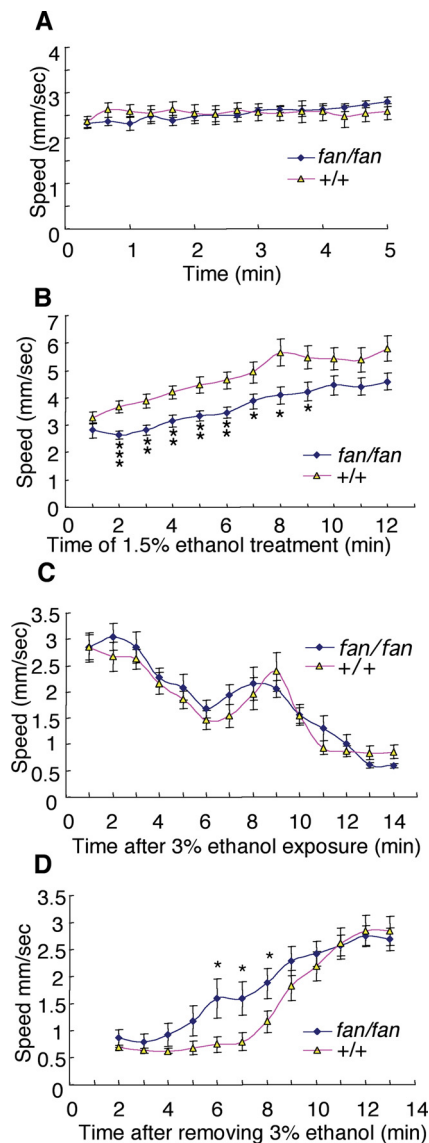 A
Speed (mm/sec)
4
3
2
1
0
fan/fan
+/+
0 1 2 3 4 5
Time (min)
B
Speed (mm/sec)
7
6
5
4
3
2
1
0
*** ** ** ** ** * * *
fan/fan
+/+
0 2 4 6 8 10 12
Time of 1.5% ethanol treatment (min)
C
Speed (mm/sec)
3.5
3
2.5
2
1.5
1
0.5
0
fan/fan
+/+
0 2 4 6 8 10 12 14
Time after 3% ethanol exposure (min)
D
Speed mm/sec
3.5
3
2.5
2
1.5
1
0.5
0
* * *
fan/fan
+/+
0 2 4 6 8 10 12 14
Time after removing 3% ethanol (min)